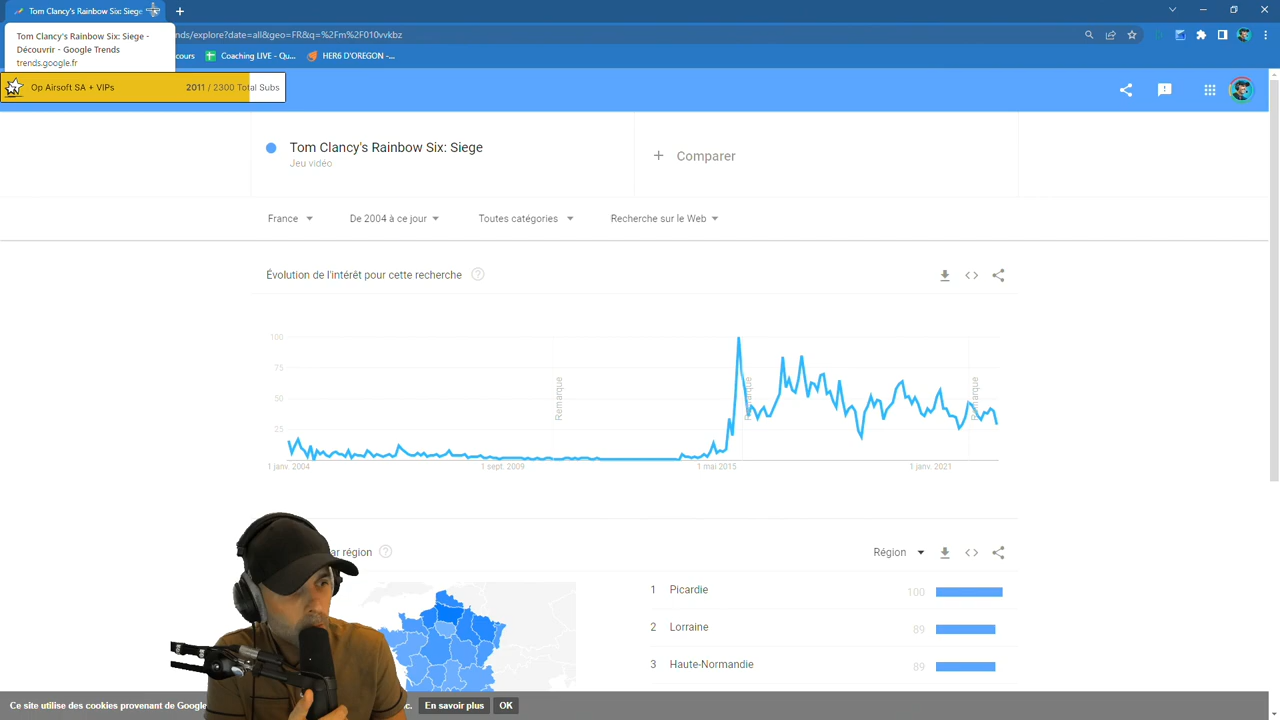 Tom Clancy's Rainbow Six: Siege
nds/explore?date=all&geo=FR&q=%2Fm%2F010vvkbz
Tom Clancy's Rainbow Six: Siege -
Découvrir - Google Trends
trends.google.fr
cours
Coaching LIVE - Qu...
HER6 D'OREGON -...
Op Airsoft SA + VIPs
2011 / 2300 Total Subs
Tom Clancy's Rainbow Six: Siege
Jeu vidéo
+ Comparer
France
De 2004 à ce jour
Toutes catégories
Recherche sur le Web
Évolution de l'intérêt pour cette recherche
?
100
75
50
25
Remarque
Remarque
Remarque
1 janv. 2004
1 sept. 2009
1 mai 2015
1 janv. 2021
ar région
?
Région
1 Picardie 100
2 Lorraine 89
3 Haute-Normandie 89
Ce site utilise des cookies provenant de Google
c.
En savoir plus
OK